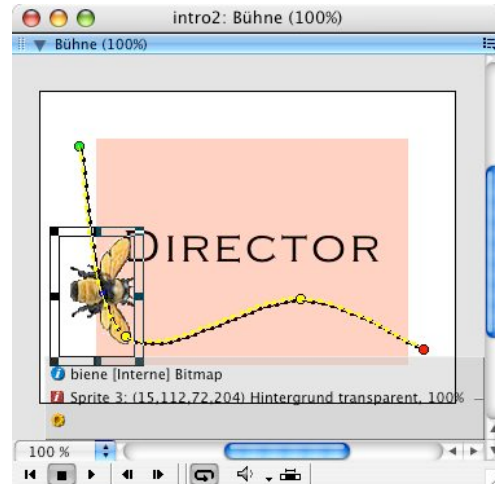 intro2: Bühne (100%)
Bühne (100%)
DIRECTOR
biene [Interne] Bitmap
Sprite 3: (15,112,72,204) Hintergrund transparent, 100%
100 %